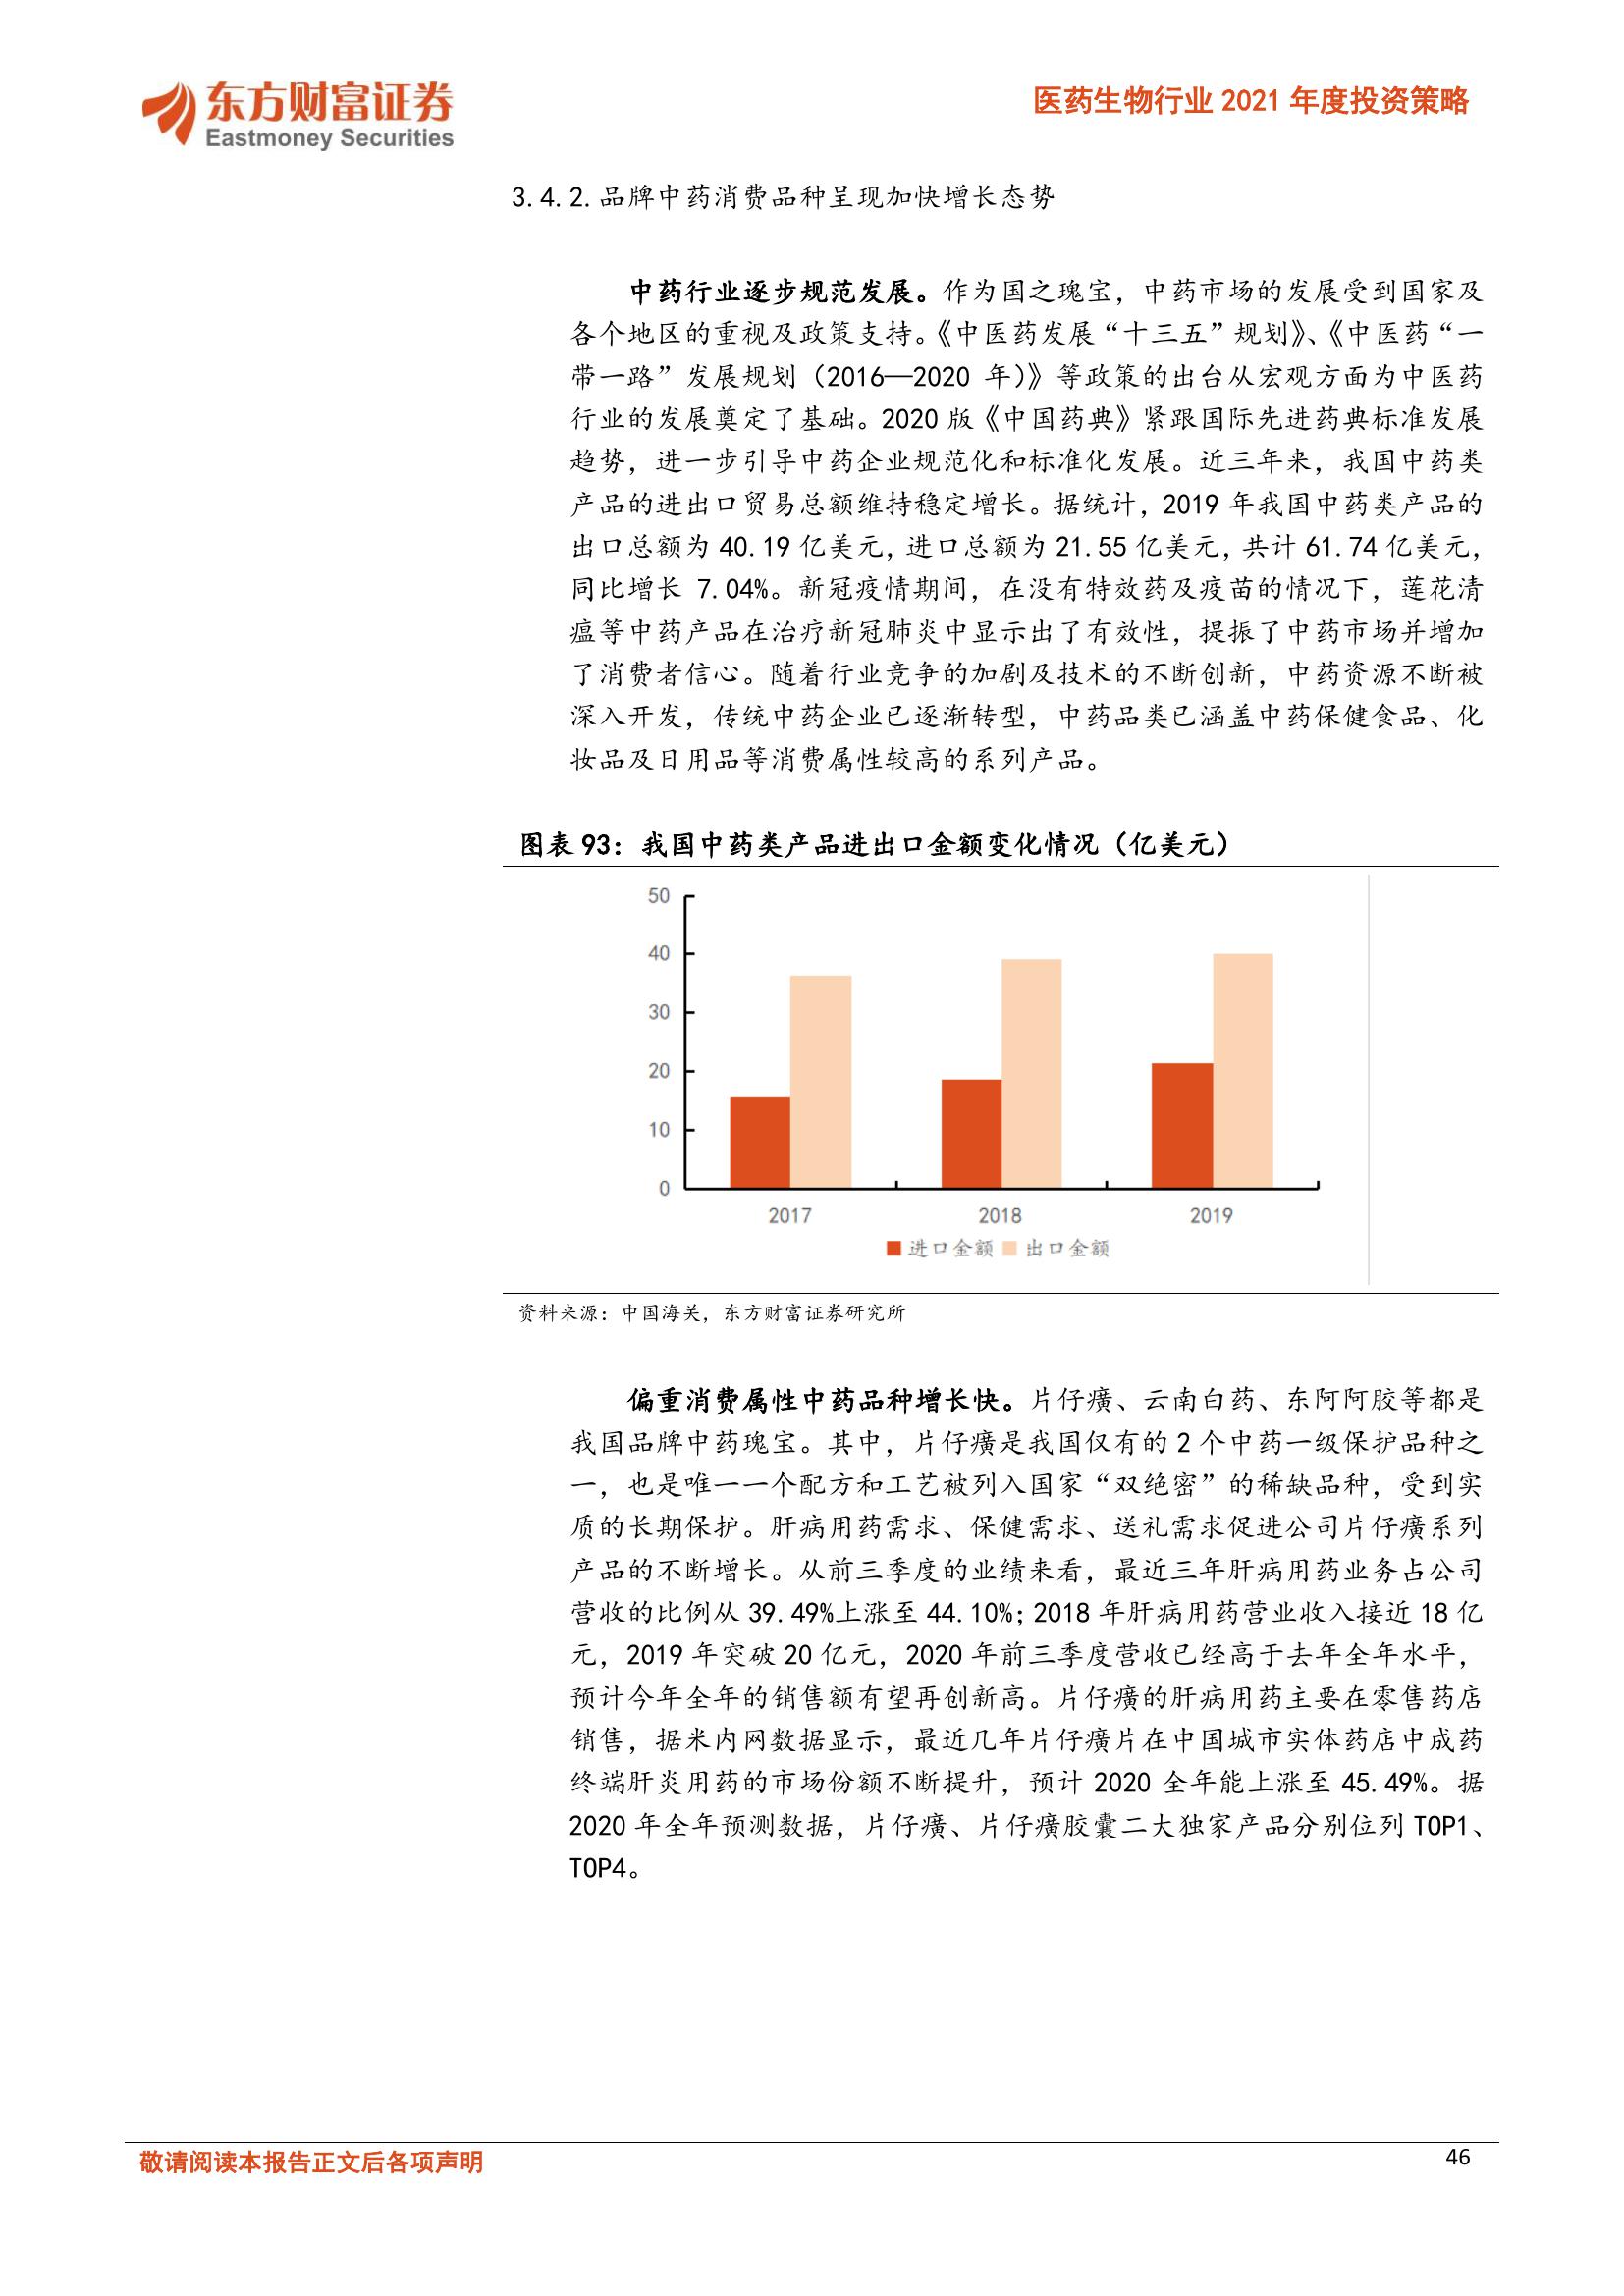 东方财富证券
Eastmoney Securities
医药生物行业 2021 年度投资策略
3.4.2.品牌中药消费品种呈现加快增长态势
中药行业逐步规范发展。作为国之瑰宝，中药市场的发展受到国家及
各个地区的重视及政策支持。《中医药发展“十三五”规划》、《中医药“一
带一路”发展规划（2016—2020 年）》等政策的出台从宏观方面为中医药
行业的发展奠定了基础。2020 版《中国药典》紧跟国际先进药典标准发展
趋势，进一步引导中药企业规范化和标准化发展。近三年来，我国中药类
产品的进出口贸易总额维持稳定增长。据统计，2019 年我国中药类产品的
出口总额为 40.19 亿美元，进口总额为 21.55 亿美元，共计 61.74 亿美元，
同比增长 7.04%。新冠疫情期间，在没有特效药及疫苗的情况下，莲花清
瘟等中药产品在治疗新冠肺炎中显示出了有效性，提振了中药市场并增加
了消费者信心。随着行业竞争的加剧及技术的不断创新，中药资源不断被
深入开发，传统中药企业已逐渐转型，中药品类已涵盖中药保健食品、化
妆品及日用品等消费属性较高的系列产品。
图表 93：我国中药类产品进出口金额变化情况（亿美元）
50
40
30
20
10
0
2017 2018 2019
进口金额 出口金额
资料来源：中国海关，东方财富证券研究所
偏重消费属性中药品种增长快。片仔癀、云南白药、东阿阿胶等都是
我国品牌中药瑰宝。其中，片仔癀是我国仅有的 2 个中药一级保护品种之
一，也是唯一一个配方和工艺被列入国家“双绝密”的稀缺品种，受到实
质的长期保护。肝病用药需求、保健需求、送礼需求促进公司片仔癀系列
产品的不断增长。从前三季度的业绩来看，最近三年肝病用药业务占公司
营收的比例从 39.49%上涨至 44.10%；2018 年肝病用药营业收入接近 18 亿
元，2019 年突破 20 亿元，2020 年前三季度营收已经高于去年全年水平，
预计今年全年的销售额有望再创新高。片仔癀的肝病用药主要在零售药店
销售，据米内网数据显示，最近几年片仔癀片在中国城市实体药店中成药
终端肝炎用药的市场份额不断提升，预计 2020 全年能上涨至 45.49%。据
2020 年全年预测数据，片仔癀、片仔癀胶囊二大独家产品分别位列 TOP1、
TOP4。
敬请阅读本报告正文后各项声明
46